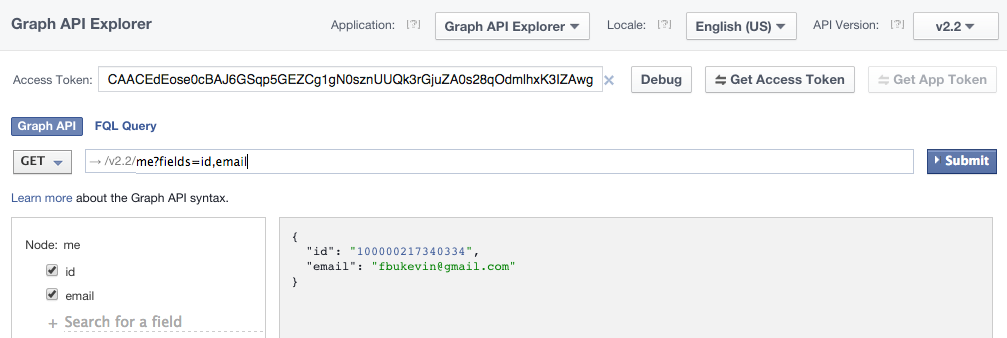 Graph API Explorer Application: [?] Graph API Explorer Locale: [?] English (US) API Version: [?] v2.2
Access Token: CAACEdEose0cBAJ6GSqp5GEZCg1gN0sznUUQk3rGjuZA0s28qOdmlhxK3IZAwg × Debug Get Access Token Get App Token
Graph API FQL Query
GET → /v2.2/me?fields=id,email Submit
Learn more about the Graph API syntax.
Node: me
id
email
+ Search for a field
{
"id": "100000217340334",
"email": "fbukevin@gmail.com"
}